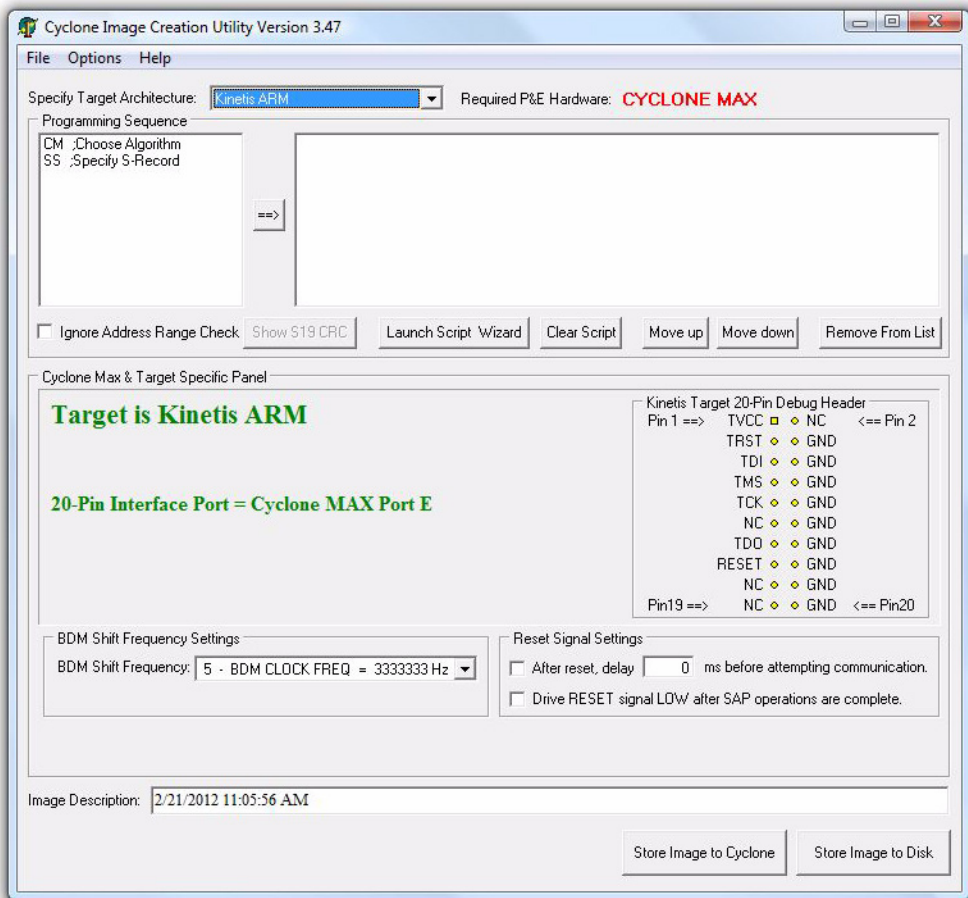 Cyclone Image Creation Utility Version 3.47
File Options Help
Specify Target Architecture: Kinetis ARM Required P&E Hardware: CYCLONE MAX
Programming Sequence
CM ;Choose Algorithm
SS ;Specify S-Record
==>
Ignore Address Range Check Show S19 CRC Launch Script Wizard Clear Script Move up Move down Remove From List
Cyclone Max & Target Specific Panel
Target is Kinetis ARM
20-Pin Interface Port = Cyclone MAX Port E
Kinetis Target 20-Pin Debug Header
Pin 1 ==> TVCC NC <== Pin 2
TRST GND
TDI GND
TMS GND
TCK GND
NC GND
TDO GND
RESET GND
NC GND
Pin19 ==> NC GND <== Pin20
BDM Shift Frequency Settings
BDM Shift Frequency: 5 - BDM CLOCK FREQ = 3333333 Hz
Reset Signal Settings
After reset, delay 0 ms before attempting communication.
Drive RESET signal LOW after SAP operations are complete.
Image Description: 2/21/2012 11:05:56 AM
Store Image to Cyclone Store Image to Disk